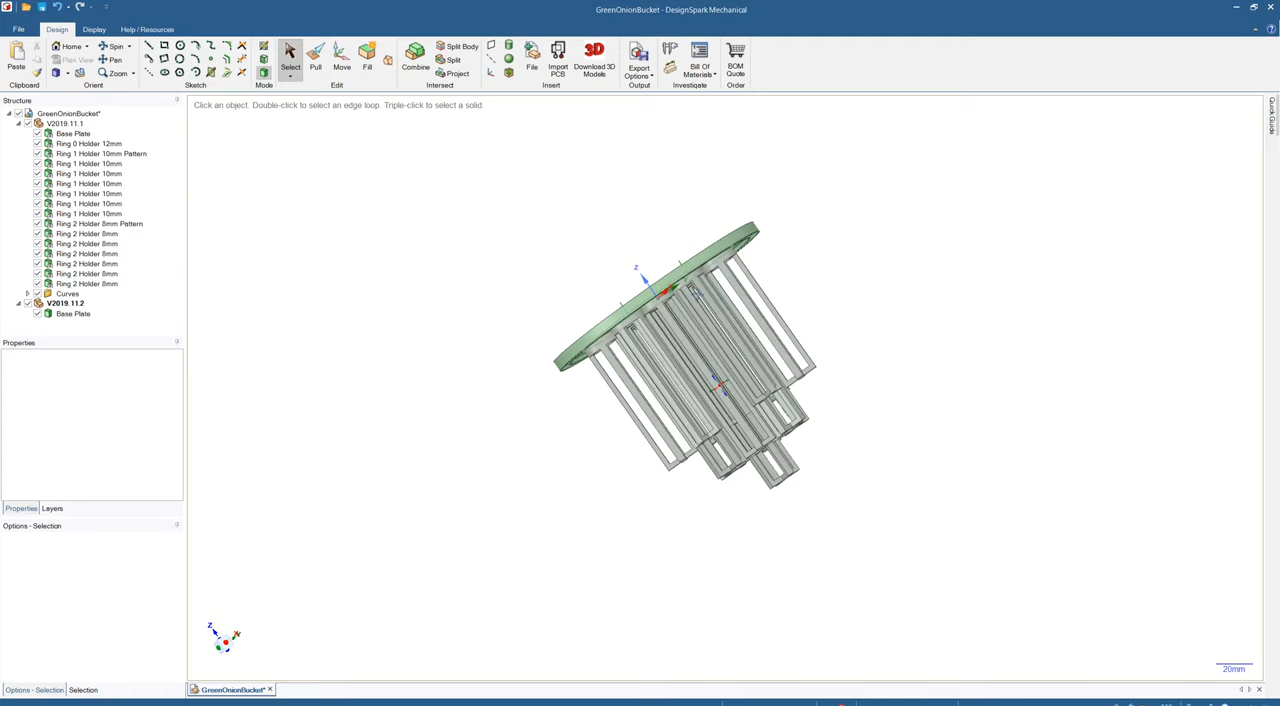 GreenOnionBucket - DesignSpark Mechanical
File Design Display Help / Resources
Home Spin
Plan View Pan
Zoom
Paste
Select Pull Move Fill
Combine
Split Body
Split
Project
File Import PCB Download 3D Models
3D
Export Options
Bill Of Materials
BOM Quote
Clipboard Orient Sketch Mode Edit Intersect Insert Output Investigate Order
Structure
Click an object. Double-click to select an edge loop. Triple-click to select a solid
Quick Guide
GreenOnionBucket*
V2019.11.1
Base Plate
Ring 0 Holder 12mm
Ring 1 Holder 10mm Pattern
Ring 1 Holder 10mm
Ring 1 Holder 10mm
Ring 1 Holder 10mm
Ring 1 Holder 10mm
Ring 1 Holder 10mm
Ring 1 Holder 10mm
Ring 2 Holder 8mm Pattern
Ring 2 Holder 8mm
Ring 2 Holder 8mm
Ring 2 Holder 8mm
Ring 2 Holder 8mm
Ring 2 Holder 8mm
Ring 2 Holder 8mm
Curves
V2019.11.2
Base Plate
Z
Properties
Properties Layers
Options - Selection
Z
X
20mm
Options - Selection Selection
GreenOnionBucket*